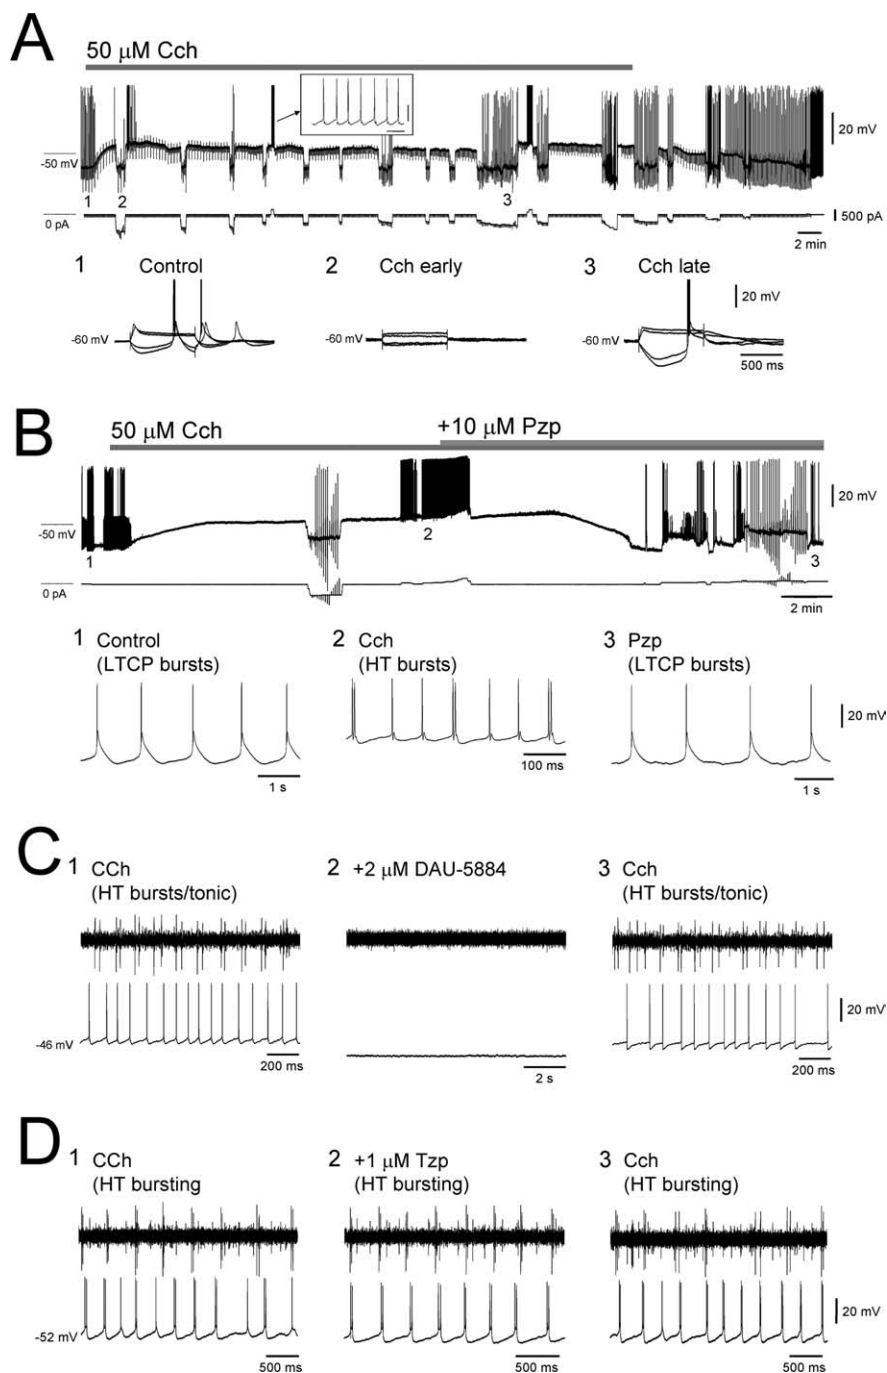 A
50 μM Cch
20 mV
-50 mV
1 2 3
0 pA
500 pA
2 min
1 Control
2 Cch early
3 Cch late
20 mV
-60 mV
-60 mV
-60 mV
500 ms
B
50 μM Cch
+10 μM Pzp
20 mV
-50 mV
1 2 3
0 pA
2 min
1 Control
(LTCP bursts)
2 Cch
(HT bursts)
3 Pzp
(LTCP bursts)
20 mV
1 s
100 ms
1 s
C
1 CCh
(HT bursts/tonic)
2 +2 μM DAU-5884
3 Cch
(HT bursts/tonic)
20 mV
-46 mV
200 ms
2 s
200 ms
D
1 CCh
(HT bursting
2 +1 μM Tzp
(HT bursting)
3 Cch
(HT bursting)
20 mV
-52 mV
500 ms
500 ms
500 ms